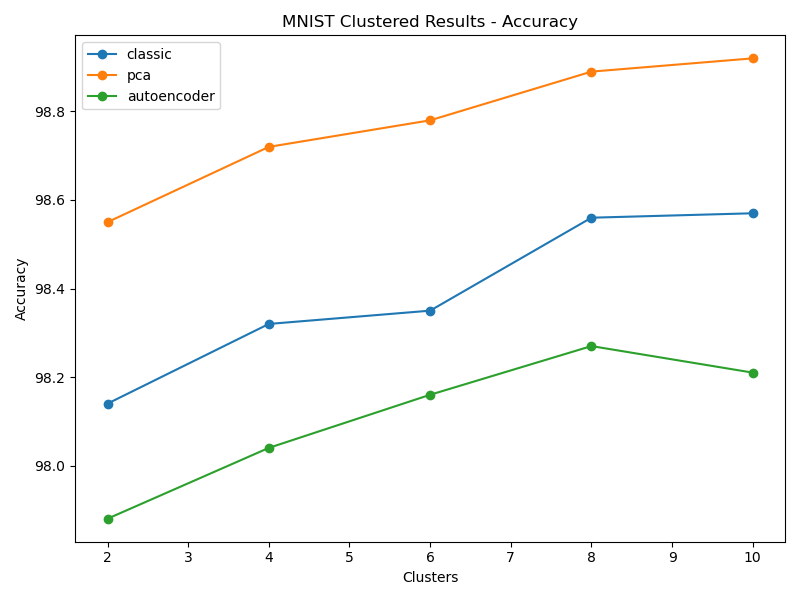 MNIST Clustered Results - Accuracy
classic
pca
autoencoder
98.8
98.6
98.4
98.2
98.0
Accuracy
2 3 4 5 6 7 8 9 10
Clusters